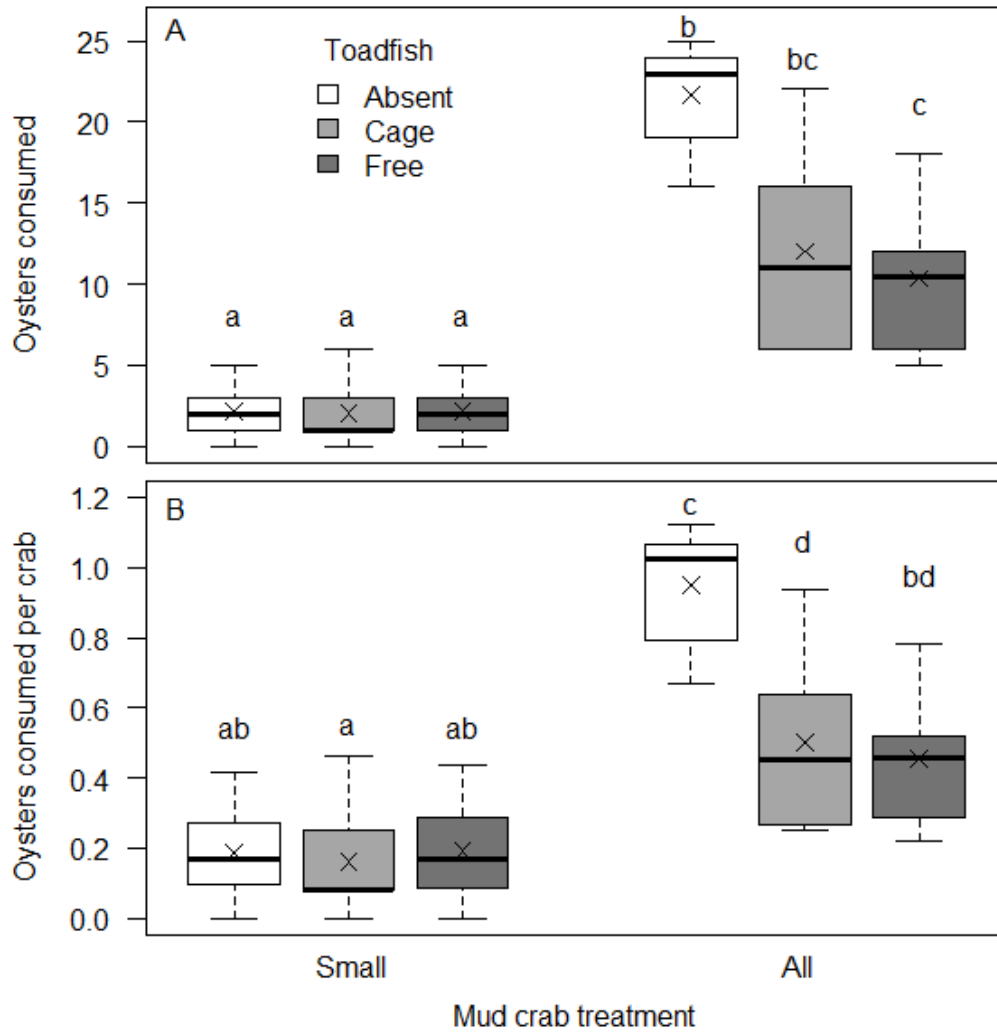 A
Toadfish
Absent
Cage
Free
Oysters consumed
25
20
15
10
5
0
a
a
a
b
bc
c
B
Oysters consumed per crab
1.2
1.0
0.8
0.6
0.4
0.2
0.0
ab
a
ab
c
d
bd
Small
All
Mud crab treatment